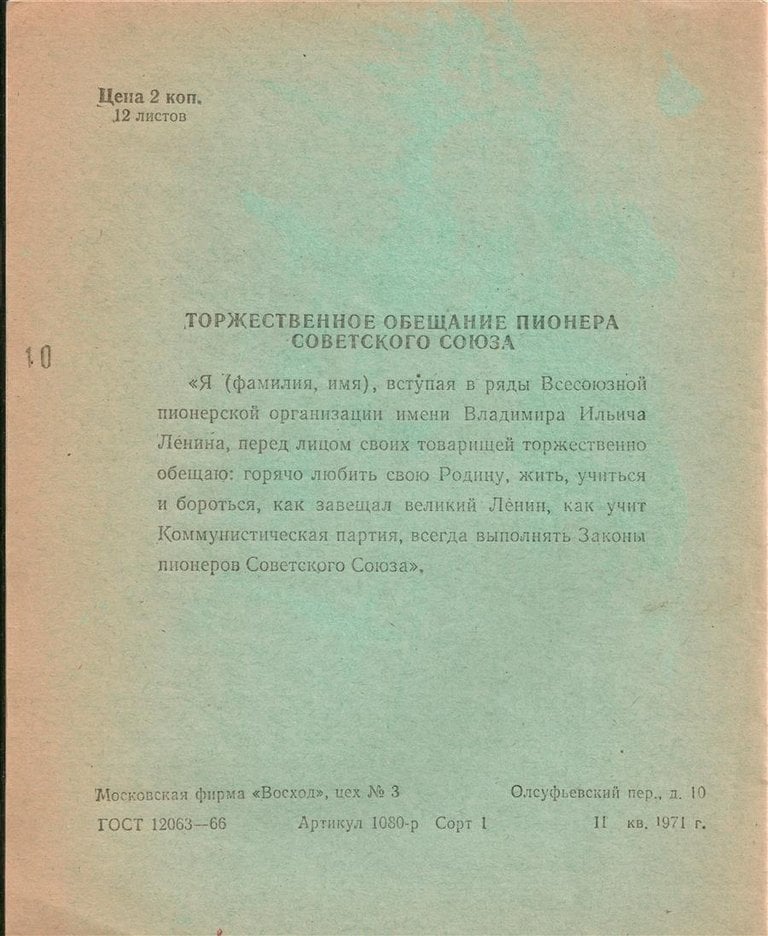 Цена 2 коп.
12 листов
ТОРЖЕСТВЕННОЕ ОБЕЩАНИЕ ПИОНЕРА
СОВЕТСКОГО СОЮЗА
10
«Я (фамилия, имя), вступая в ряды Всесоюзной
пионерской организации имени Владимира Ильича
Ленина, перед лицом своих товарищей торжественно
обещаю: горячо любить свою Родину, жить, учиться
и бороться, как завещал великий Ленин, как учит
Коммунистическая партия, всегда выполнять Законы
пионеров Советского Союза».
Московская фирма «Восход», цех № 3 Олсуфьевский пер., д. 10
ГОСТ 12063—66 Артикул 1080-р Сорт 1 II кв. 1971 г.